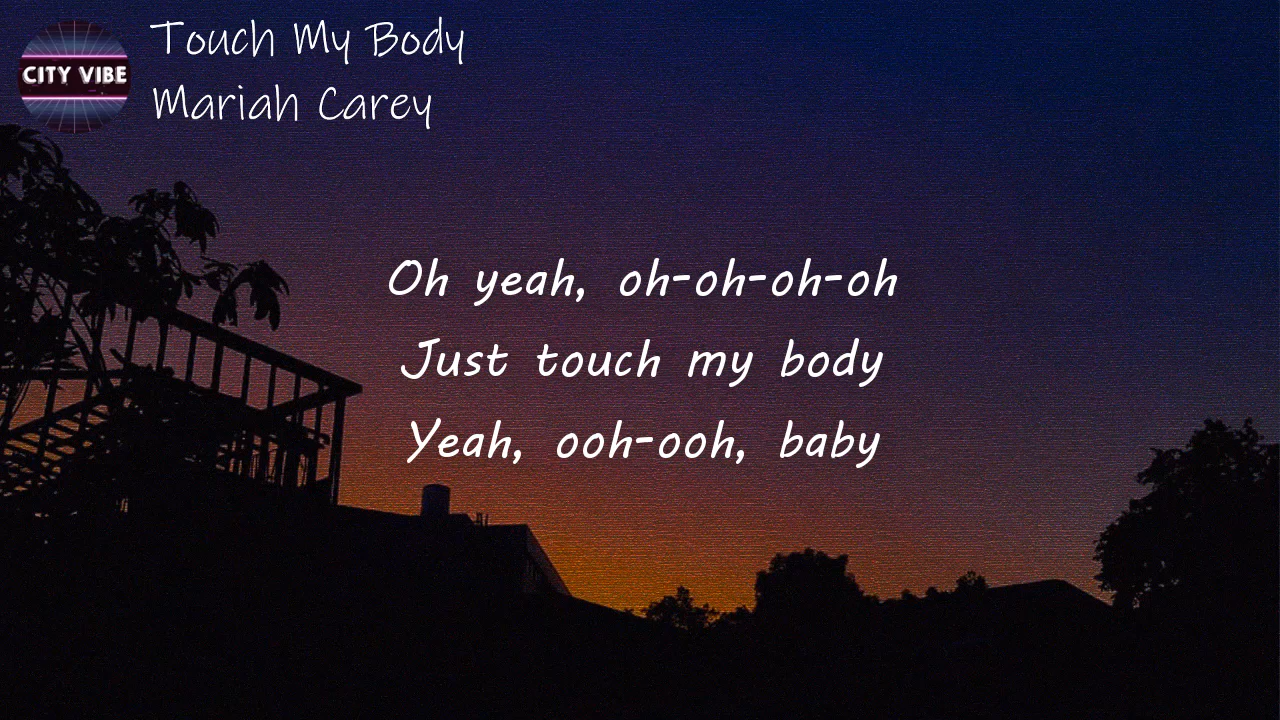 CITY VIBE
Touch My Body
Mariah Carey
Oh yeah, oh-oh-oh-oh
Just touch my body
Yeah, ooh-ooh, baby